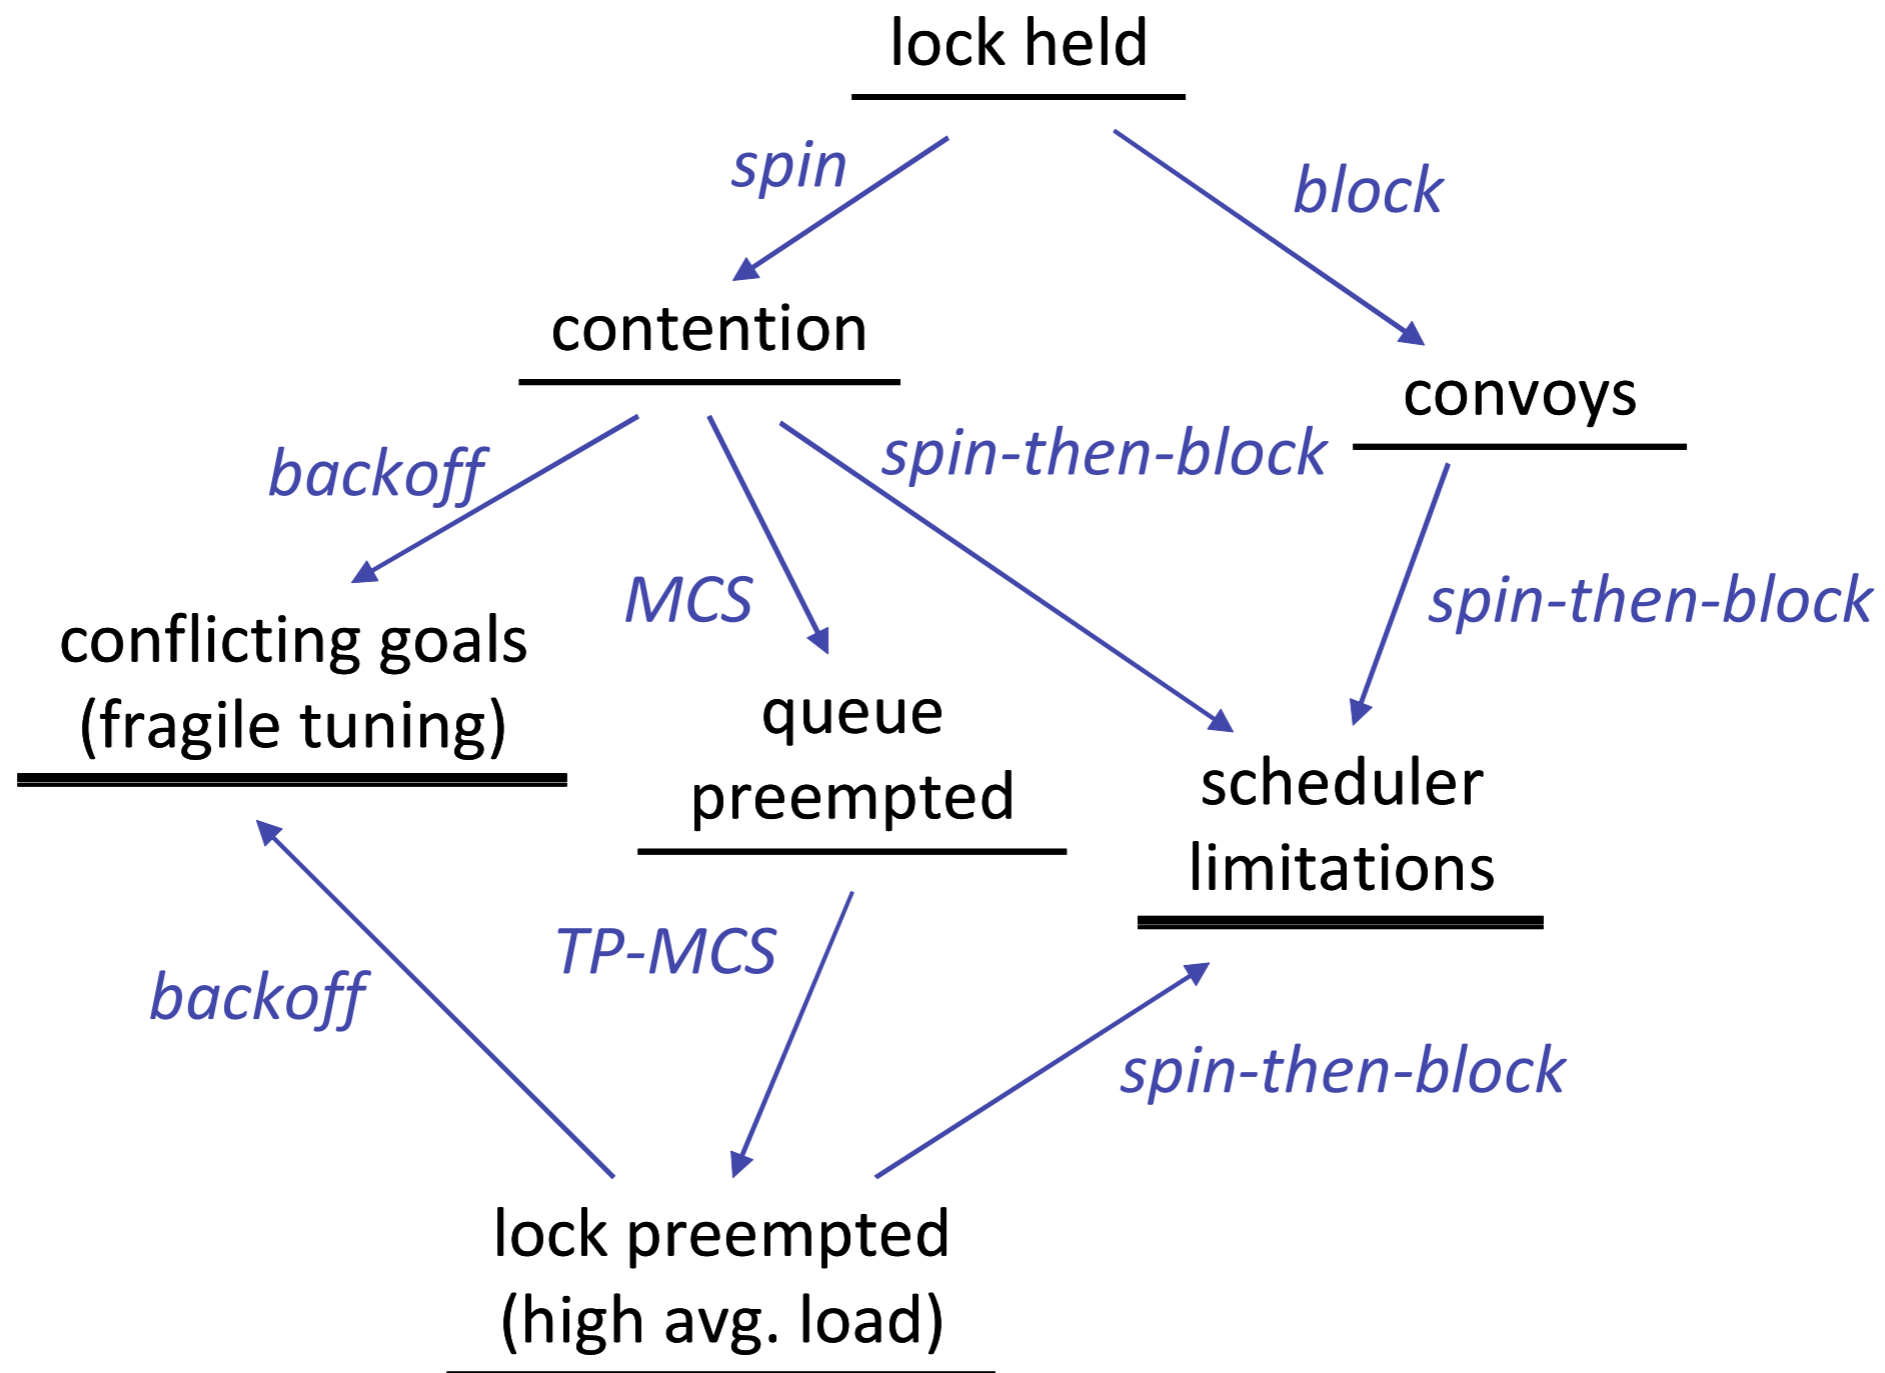 lock held
spin
block
contention
convoys
backoff
spin-then-block
MCS
spin-then-block
conflicting goals
(fragile tuning)
queue
preempted
scheduler
limitations
TP-MCS
backoff
spin-then-block
lock preempted
(high avg. load)